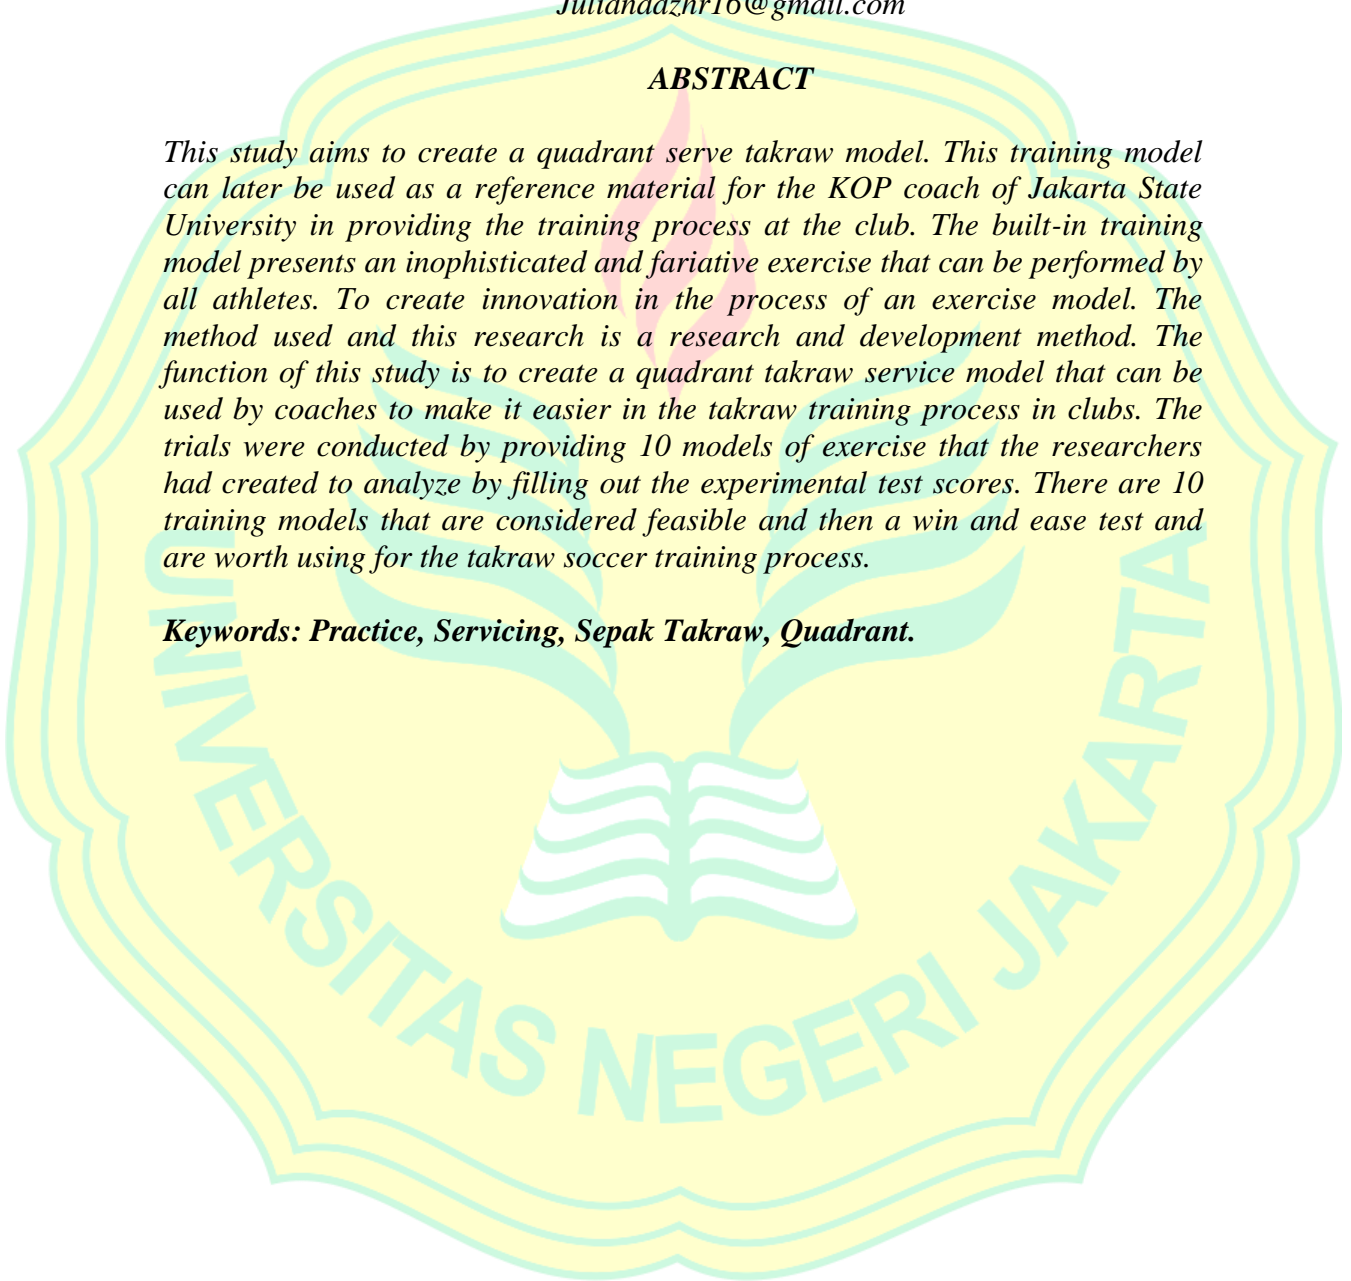 Juliandazhr16@gmail.com
ABSTRACT
This study aims to create a quadrant serve takraw model. This training model
can later be used as a reference material for the KOP coach of Jakarta State
University in providing the training process at the club. The built-in training
model presents an inophisticated and fariative exercise that can be performed by
all athletes. To create innovation in the process of an exercise model. The
method used and this research is a research and development method. The
function of this study is to create a quadrant takraw service model that can be
used by coaches to make it easier in the takraw training process in clubs. The
trials were conducted by providing 10 models of exercise that the researchers
had created to analyze by filling out the experimental test scores. There are 10
training models that are considered feasible and then a win and ease test and
are worth using for the takraw soccer training process.
Keywords: Practice, Servicing, Sepak Takraw, Quadrant.
UNIVERSITAS NEGERI JAKARTA